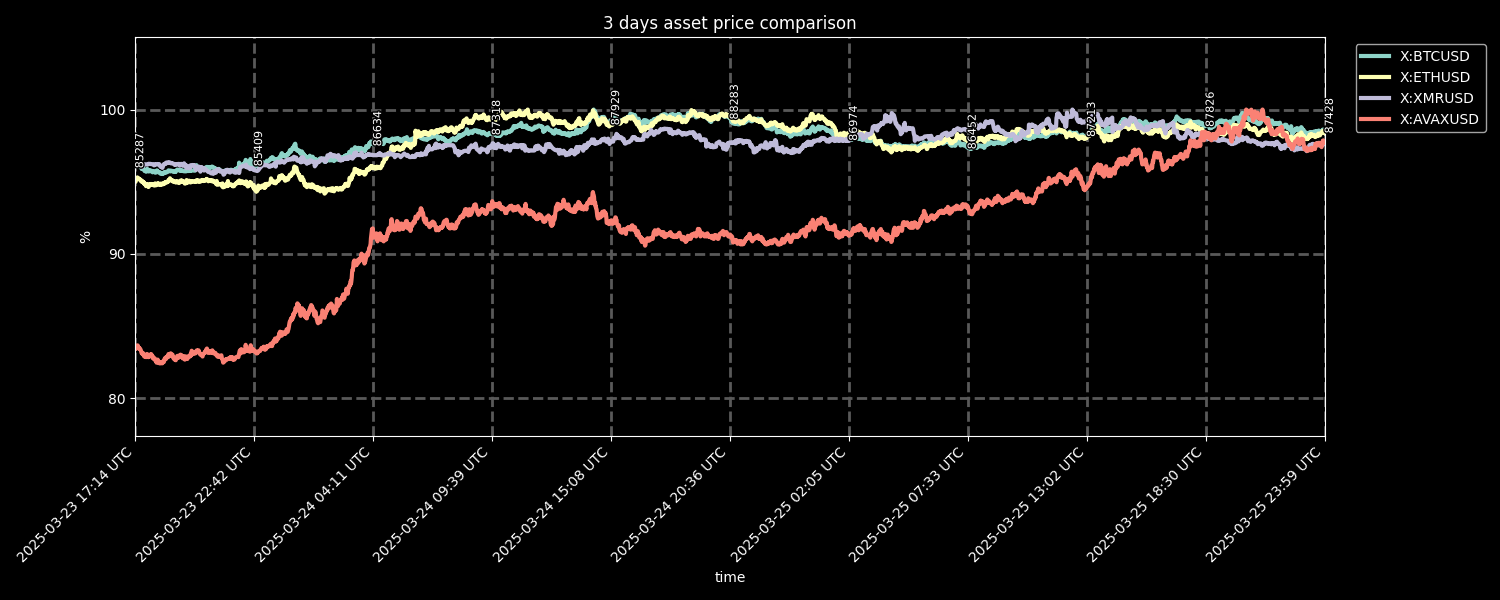 3 days asset price comparison
X:BTCUSD
X:ETHUSD
X:XMRUSD
X:AVAXUSD
100
90
80
%
85287
85409
86634
87318
87929
88283
86974
86452
87213
87826
87428
2025-03-23 17:14 UTC
2025-03-23 22:42 UTC
2025-03-24 04:11 UTC
2025-03-24 09:39 UTC
2025-03-24 15:08 UTC
2025-03-24 20:36 UTC
2025-03-25 02:05 UTC
2025-03-25 07:33 UTC
2025-03-25 13:02 UTC
2025-03-25 18:30 UTC
2025-03-25 23:59 UTC
time